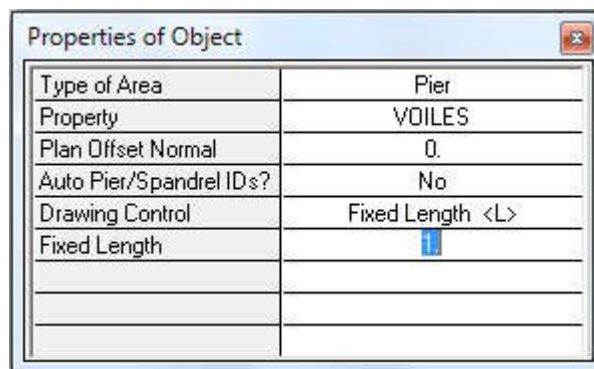 Properties of Object
Type of Area Pier
Property VOILES
Plan Offset Normal 0.
Auto Pier/Spandrel IDs? No
Drawing Control Fixed Length <L>
Fixed Length 1.